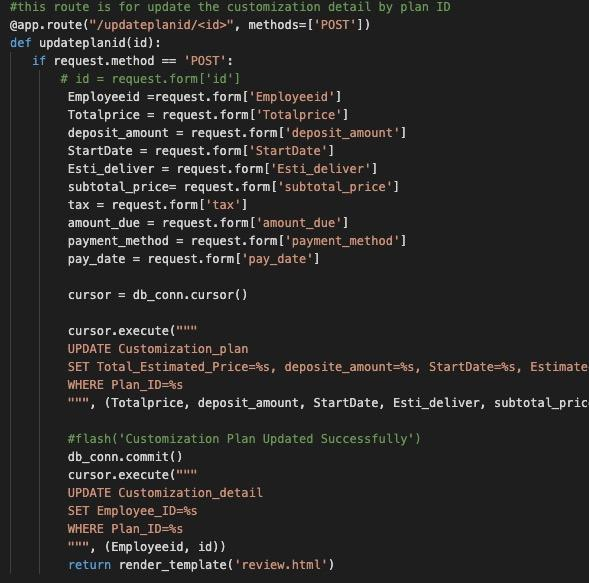 #this route is for update the customization detail by plan ID
@app.route("/updateplanid/<id>", methods=['POST'])
def updateplanid(id):
if request.method == 'POST':
# id = request.form['id']
Employeeid =request.form['Employeeid']
Totalprice = request.form['Totalprice']
deposit_amount = request.form['deposit_amount']
StartDate = request.form['StartDate']
Esti_deliver = request.form['Esti_deliver']
subtotal_price= request.form['subtotal_price']
tax = request.form['tax']
amount_due = request.form['amount_due']
payment_method = request.form['payment_method']
pay_date = request.form['pay_date']
cursor = db_conn.cursor()
cursor.execute("""
UPDATE Customization_plan
SET Total_Estimated_Price=%s, deposite_amount=%s, StartDate=%s, Estimate
WHERE Plan_ID=%s
""", (Totalprice, deposit_amount, StartDate, Esti_deliver, subtotal_pric
#flash('Customization Plan Updated Successfully')
db_conn.commit()
cursor.execute("""
UPDATE Customization_detail
SET Employee_ID=%s
WHERE Plan_ID=%s
""", (Employeeid, id))
return render_template('review.html')